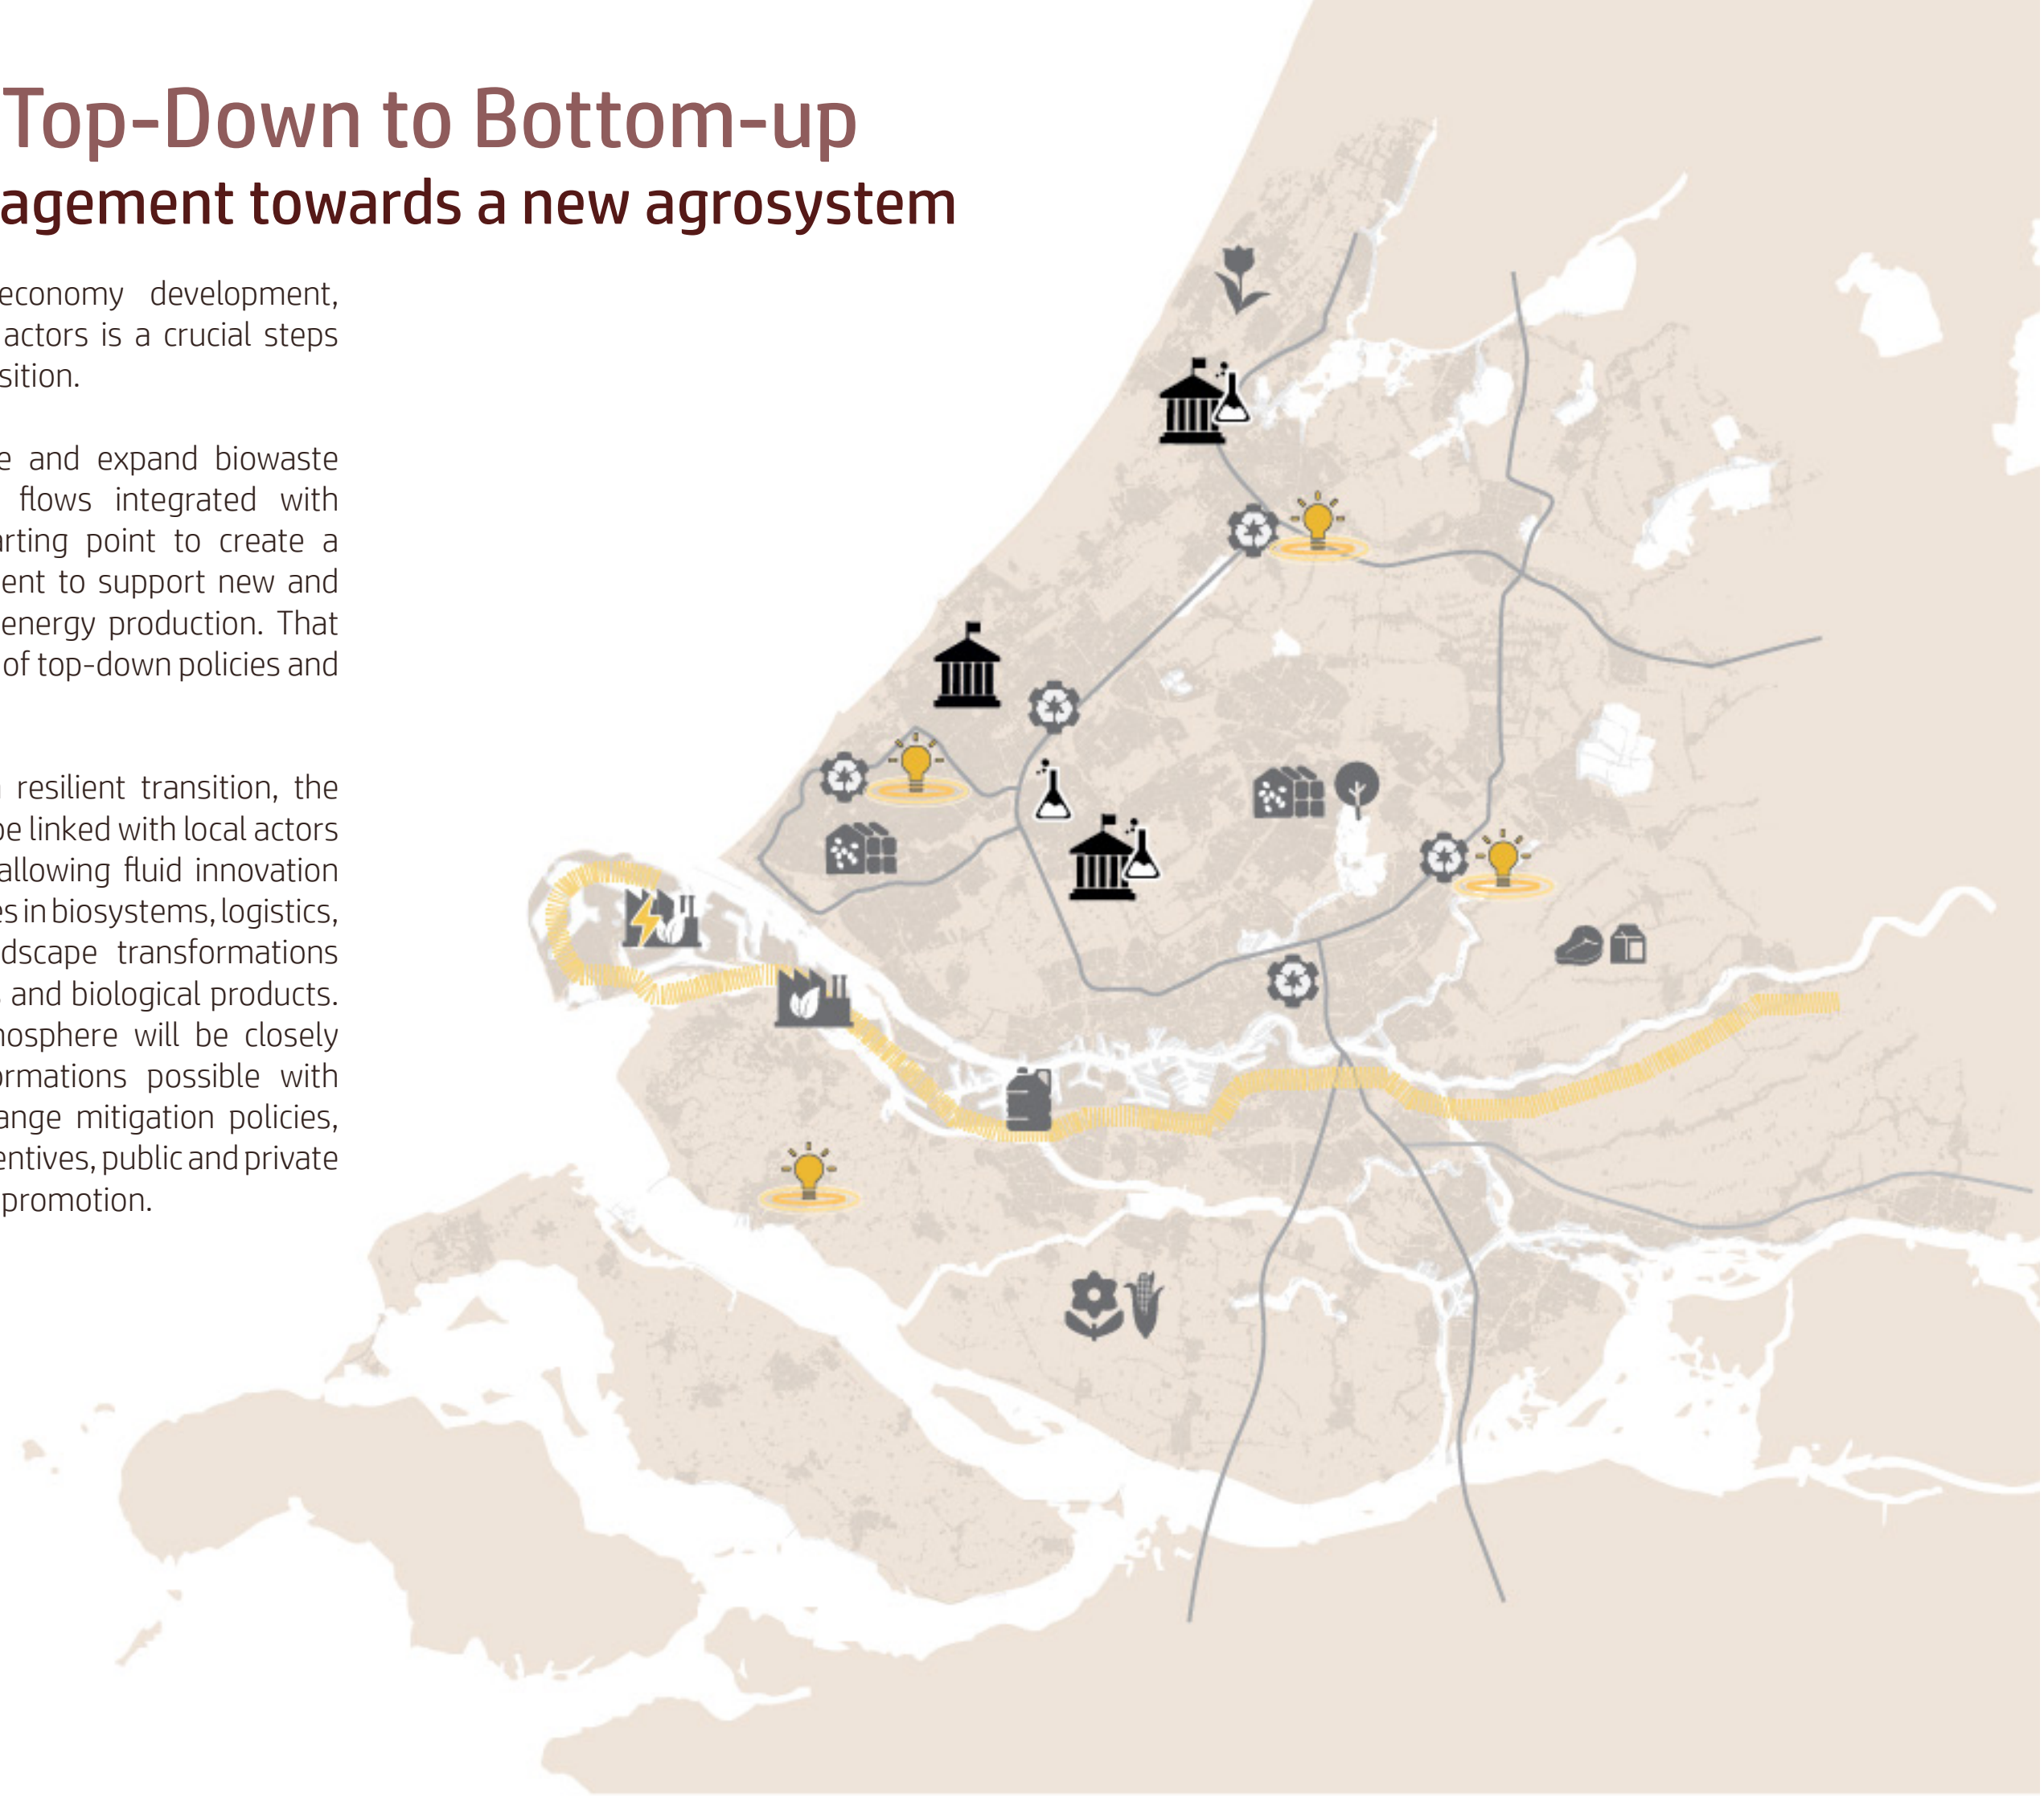 Top-Down to Bottom-up
agement towards a new agrosystem
economy development,
actors is a crucial steps
sition.
e and expand biowaste
flows integrated with
arting point to create a
ent to support new and
energy production. That
of top-down policies and
resilient transition, the
be linked with local actors
allowing fluid innovation
es in biosystems, logistics,
dscape transformations
and biological products.
nosphere will be closely
ormations possible with
ange mitigation policies,
entives, public and private
promotion.